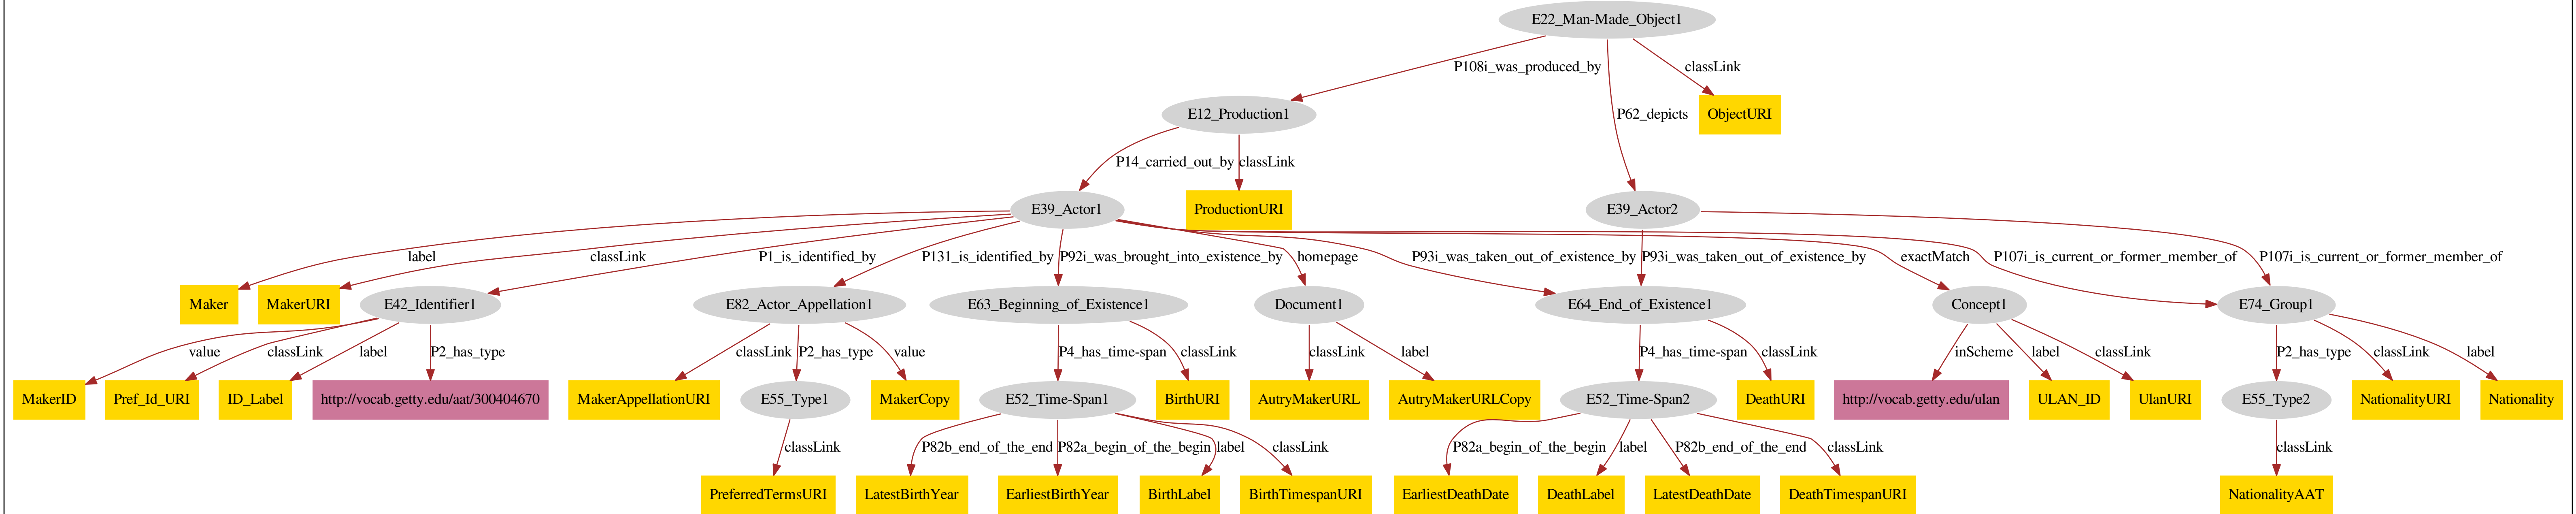 E22_Man-Made_Object1
P108i_was_produced_by
classLink
E12_Production1
P62_depicts
ObjectURI
P14_carried_out_by
classLink
E39_Actor1
ProductionURI
E39_Actor2
label
classLink
P1_is_identified_by
P131_is_identified_by
P92i_was_brought_into_existence_by
homepage
P93i_was_taken_out_of_existence_by
P93i_was_taken_out_of_existence_by
exactMatch
P107i_is_current_or_former_member_of
P107i_is_current_or_former_member_of
Maker
MakerURI
E42_Identifier1
E82_Actor_Appellation1
E63_Beginning_of_Existence1
Document1
E64_End_of_Existence1
Concept1
E74_Group1
value
classLink
label
P2_has_type
classLink
P2_has_type
value
P4_has_time-span
classLink
classLink
label
P4_has_time-span
classLink
inScheme
label
classLink
P2_has_type
classLink
label
MakerID
Pref_Id_URI
ID_Label
http://vocab.getty.edu/aat/300404670
MakerAppellationURI
E55_Type1
MakerCopy
E52_Time-Span1
BirthURI
AutryMakerURL
AutryMakerURLCopy
E52_Time-Span2
DeathURI
http://vocab.getty.edu/ulan
ULAN_ID
UlanURI
E55_Type2
NationalityURI
Nationality
classLink
P82b_end_of_the_end
P82a_begin_of_the_begin
label
classLink
P82a_begin_of_the_begin
label
P82b_end_of_the_end
classLink
classLink
PreferredTermsURI
LatestBirthYear
EarliestBirthYear
BirthLabel
BirthTimespanURI
EarliestDeathDate
DeathLabel
LatestDeathDate
DeathTimespanURI
NationalityAAT